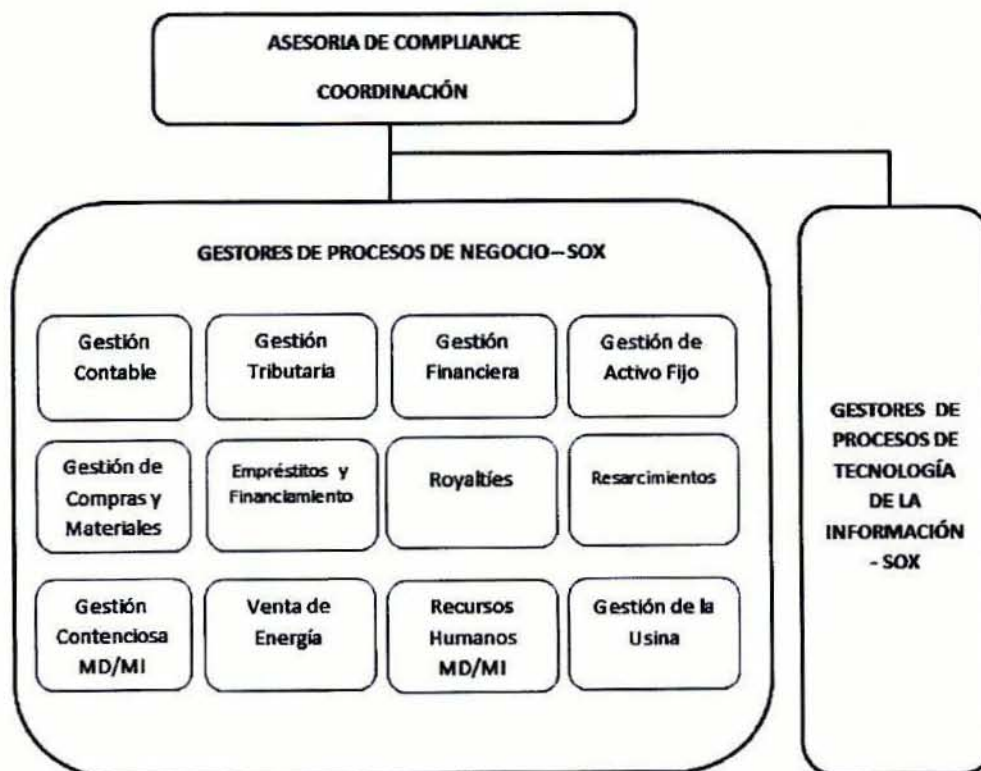 ASESORIA DE COMPLIANCE
COORDINACIÓN
GESTORES DE PROCESOS DE NEGOCIO – SOX
Gestión
Contable
Gestión
Tributaria
Gestión
Financiera
Gestión de
Activo Fijo
Gestión de
Compras y
Materiales
Empréstitos y
Financiamiento
Royaltíes
Resarcimientos
Gestión
Contenciosa
MD/MI
Venta de
Energía
Recursos
Humanos
MD/MI
Gestión de la
Usina
GESTORES DE
PROCESOS DE
TECNOLOGÍA
DE LA
INFORMACIÓN
- SOX